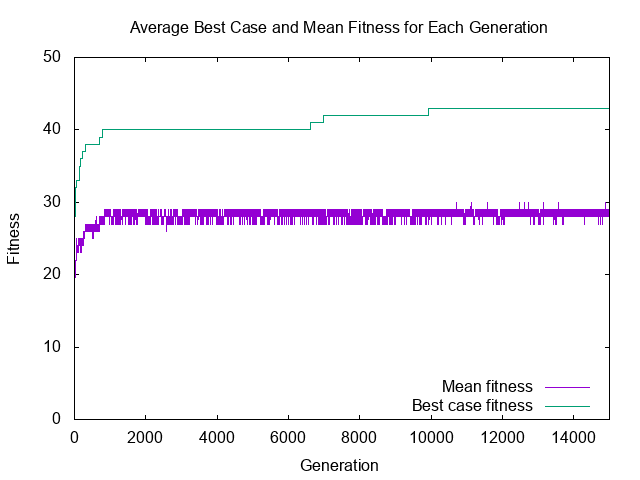 Average Best Case and Mean Fitness for Each Generation
50
40
30
20
10
0
Fitness
Mean fitness
Best case fitness
0 2000 4000 6000 8000 10000 12000 14000
Generation